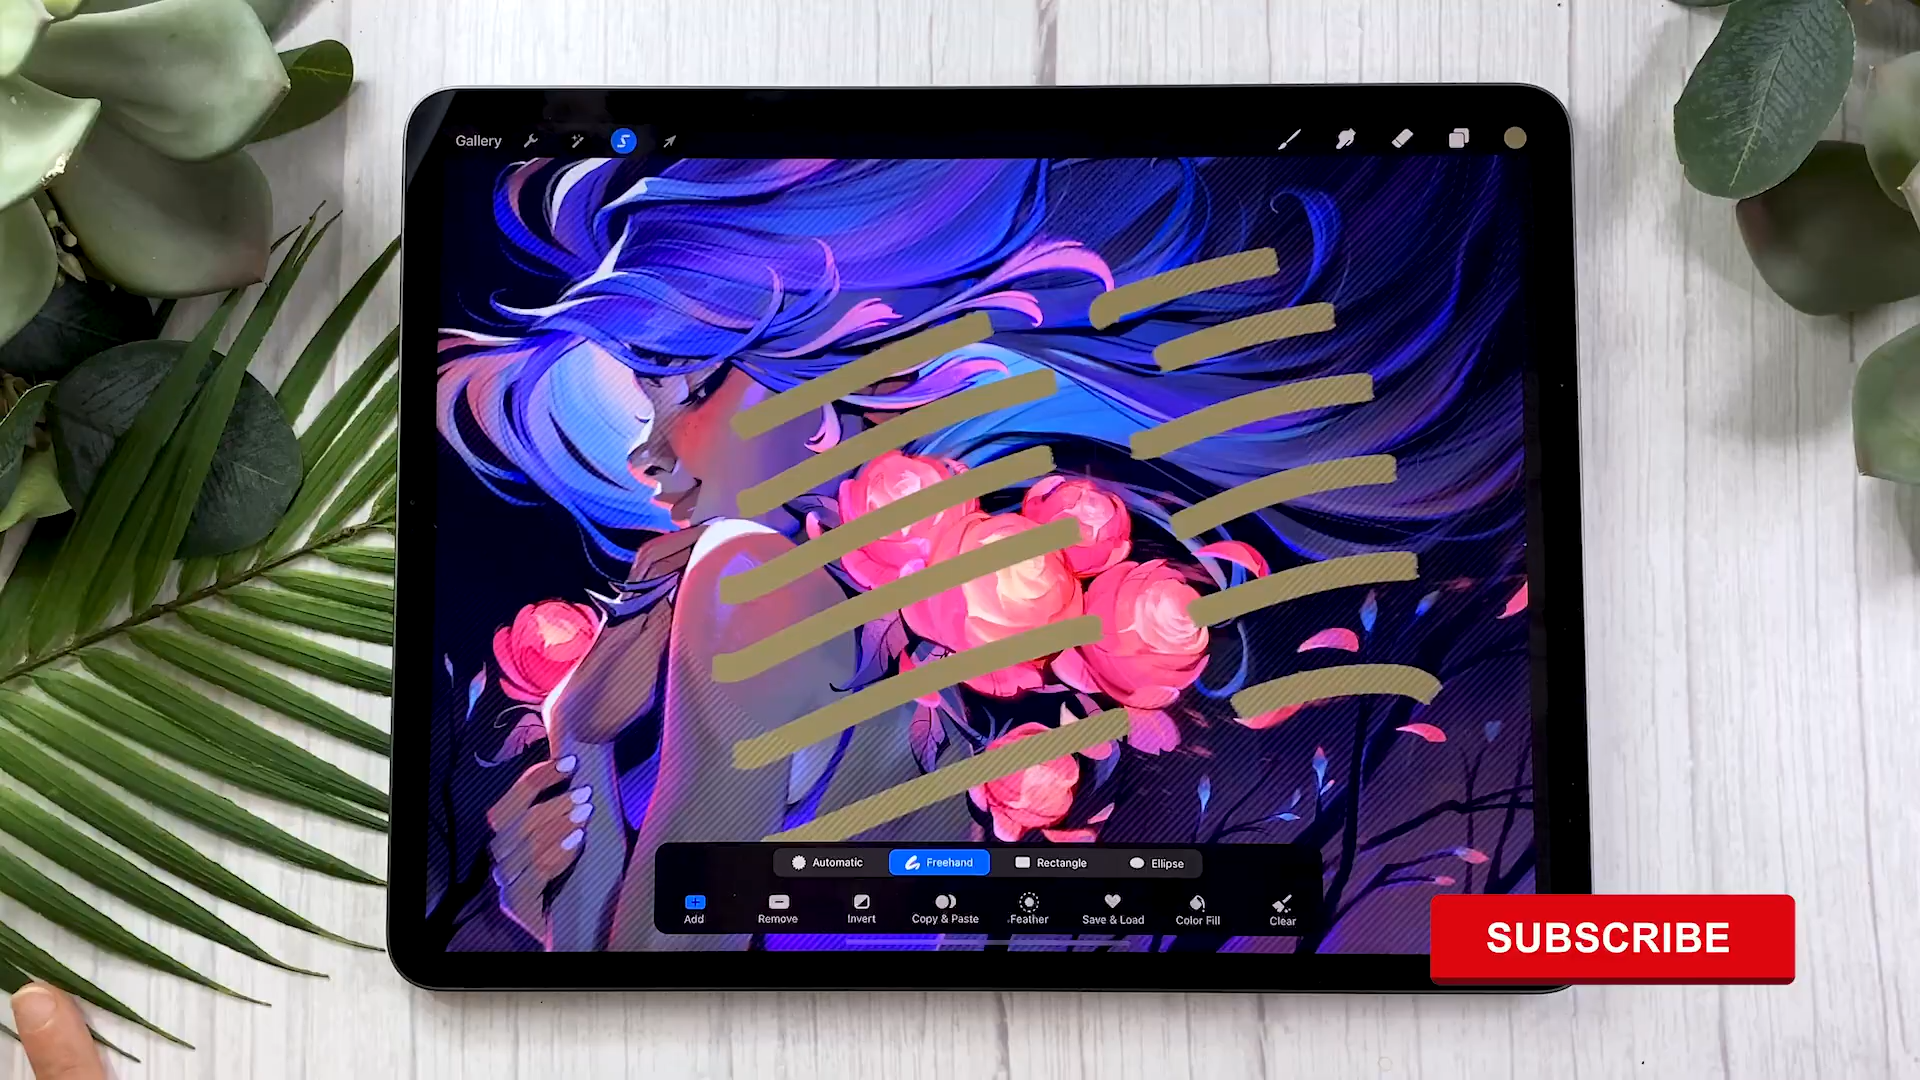 Gallery
Automatic Freehand Rectangle Ellipse
Add Remove Invert Copy & Paste Feather Save & Load Color Fill Clear
SUBSCRIBE